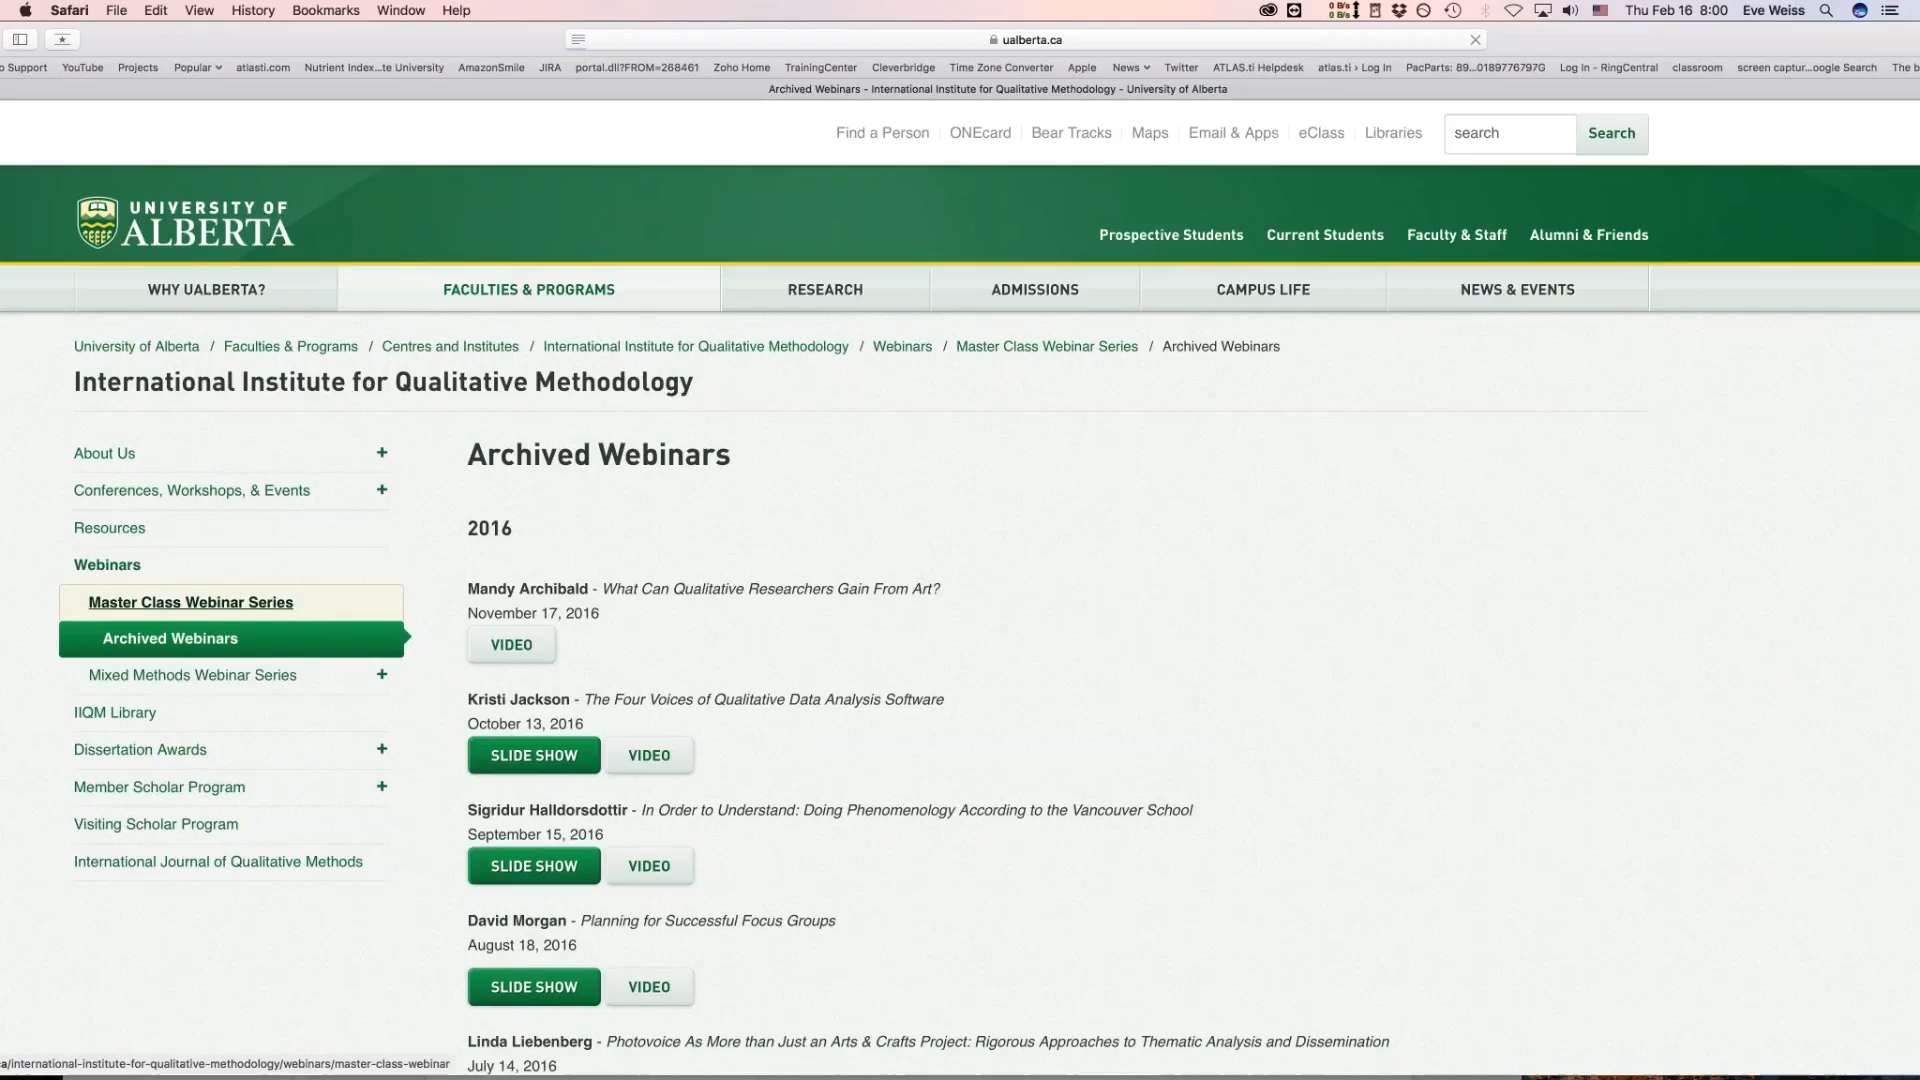 Safari File Edit View History Bookmarks Window Help 0 B/s 0 B/s Thu Feb 16 8:00 Eve Weiss
ualberta.ca
o Support YouTube Projects Popular atlasti.com Nutrient Index...te University AmazonSmile JIRA portal.dll?FROM=268461 Zoho Home TrainingCenter Cleverbridge Time Zone Converter Apple News Twitter ATLAS.ti Helpdesk atlas.ti › Log In PacParts: 89...0189776797G Log In - RingCentral classroom screen captur...oogle Search The b
Archived Webinars - International Institute for Qualitative Methodology - University of Alberta
Find a Person ONEcard Bear Tracks Maps Email & Apps eClass Libraries search Search
UNIVERSITY OF
ALBERTA
Prospective Students Current Students Faculty & Staff Alumni & Friends
WHY UALBERTA? FACULTIES & PROGRAMS RESEARCH ADMISSIONS CAMPUS LIFE NEWS & EVENTS
University of Alberta / Faculties & Programs / Centres and Institutes / International Institute for Qualitative Methodology / Webinars / Master Class Webinar Series / Archived Webinars
International Institute for Qualitative Methodology
About Us +
Conferences, Workshops, & Events +
Resources
Webinars
Master Class Webinar Series
Archived Webinars
Mixed Methods Webinar Series +
IIQM Library
Dissertation Awards +
Member Scholar Program +
Visiting Scholar Program
International Journal of Qualitative Methods
Archived Webinars
2016
Mandy Archibald - What Can Qualitative Researchers Gain From Art?
November 17, 2016
VIDEO
Kristi Jackson - The Four Voices of Qualitative Data Analysis Software
October 13, 2016
SLIDE SHOW VIDEO
Sigridur Halldorsdottir - In Order to Understand: Doing Phenomenology According to the Vancouver School
September 15, 2016
SLIDE SHOW VIDEO
David Morgan - Planning for Successful Focus Groups
August 18, 2016
SLIDE SHOW VIDEO
Linda Liebenberg - Photovoice As More than Just an Arts & Crafts Project: Rigorous Approaches to Thematic Analysis and Dissemination
July 14, 2016
a/international-institute-for-qualitative-methodology/webinars/master-class-webinar